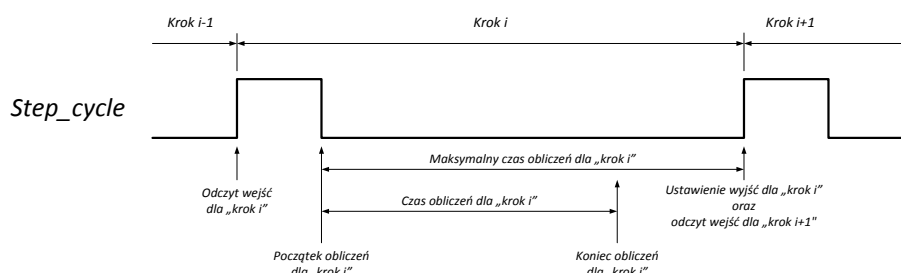 Krok i-1
Krok i
Krok i+1
Step_cycle
Maksymalny czas obliczeń dla „krok i”
Odczyt wejść
dla „krok i”
Czas obliczeń dla „krok i”
Ustawienie wyjść dla „krok i”
oraz
odczyt wejść dla „krok i+1"
Początek obliczeń
dla „krok i”
Koniec obliczeń
dla „krok i”